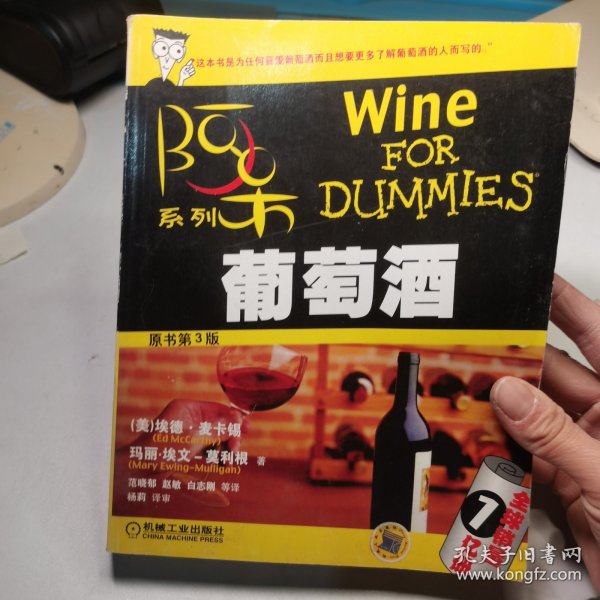 “这本书是为任何喜爱葡萄酒而且想要更多了解葡萄酒的人而写的..”
阿呆
系列
Wine
FOR
DUMMIES®
葡萄酒
原书第3版
(美)埃德·麦卡锡
(Ed McCarthy)
玛丽·埃文-莫利根 著
(Mary Ewing-Mulligan)
范晓郁 赵敏 白志刚 等译
杨莉 译审
机械工业出版社
CHINA MACHINE PRESS
全球销量
1
亿册
孔夫子旧书网
www.kongfz.com